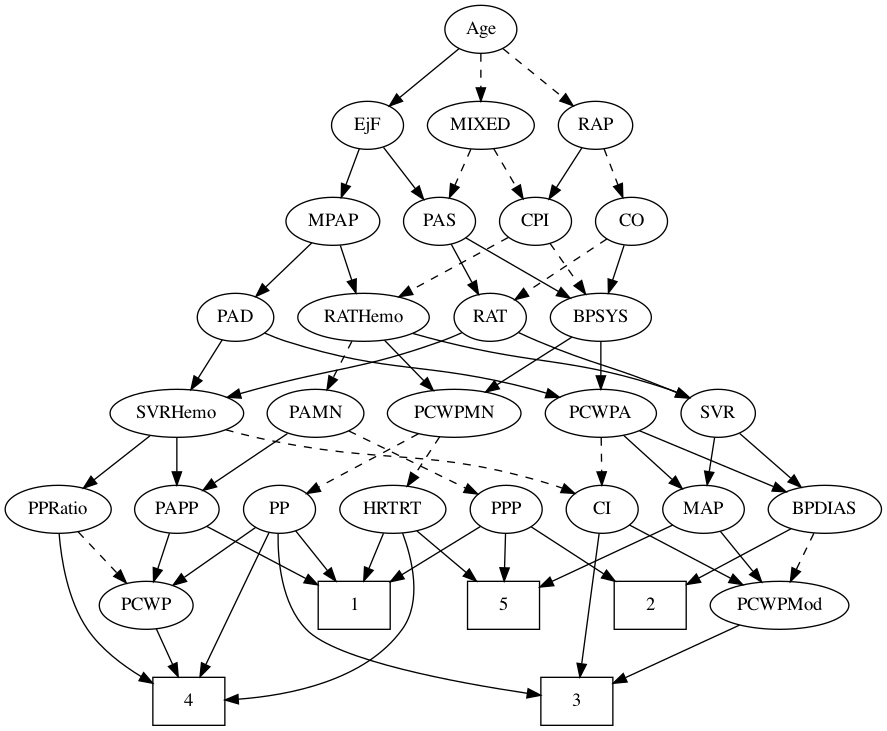 Age
EjF
MIXED
RAP
MPAP
PAS
CPI
CO
PAD
RATHemo
RAT
BPSYS
SVRHemo
PAMN
PCWPMN
PCWPA
SVR
PPRatio
PAPP
PP
HRTRT
PPP
CI
MAP
BPDIAS
PCWP
1
5
2
PCWPMod
4
3